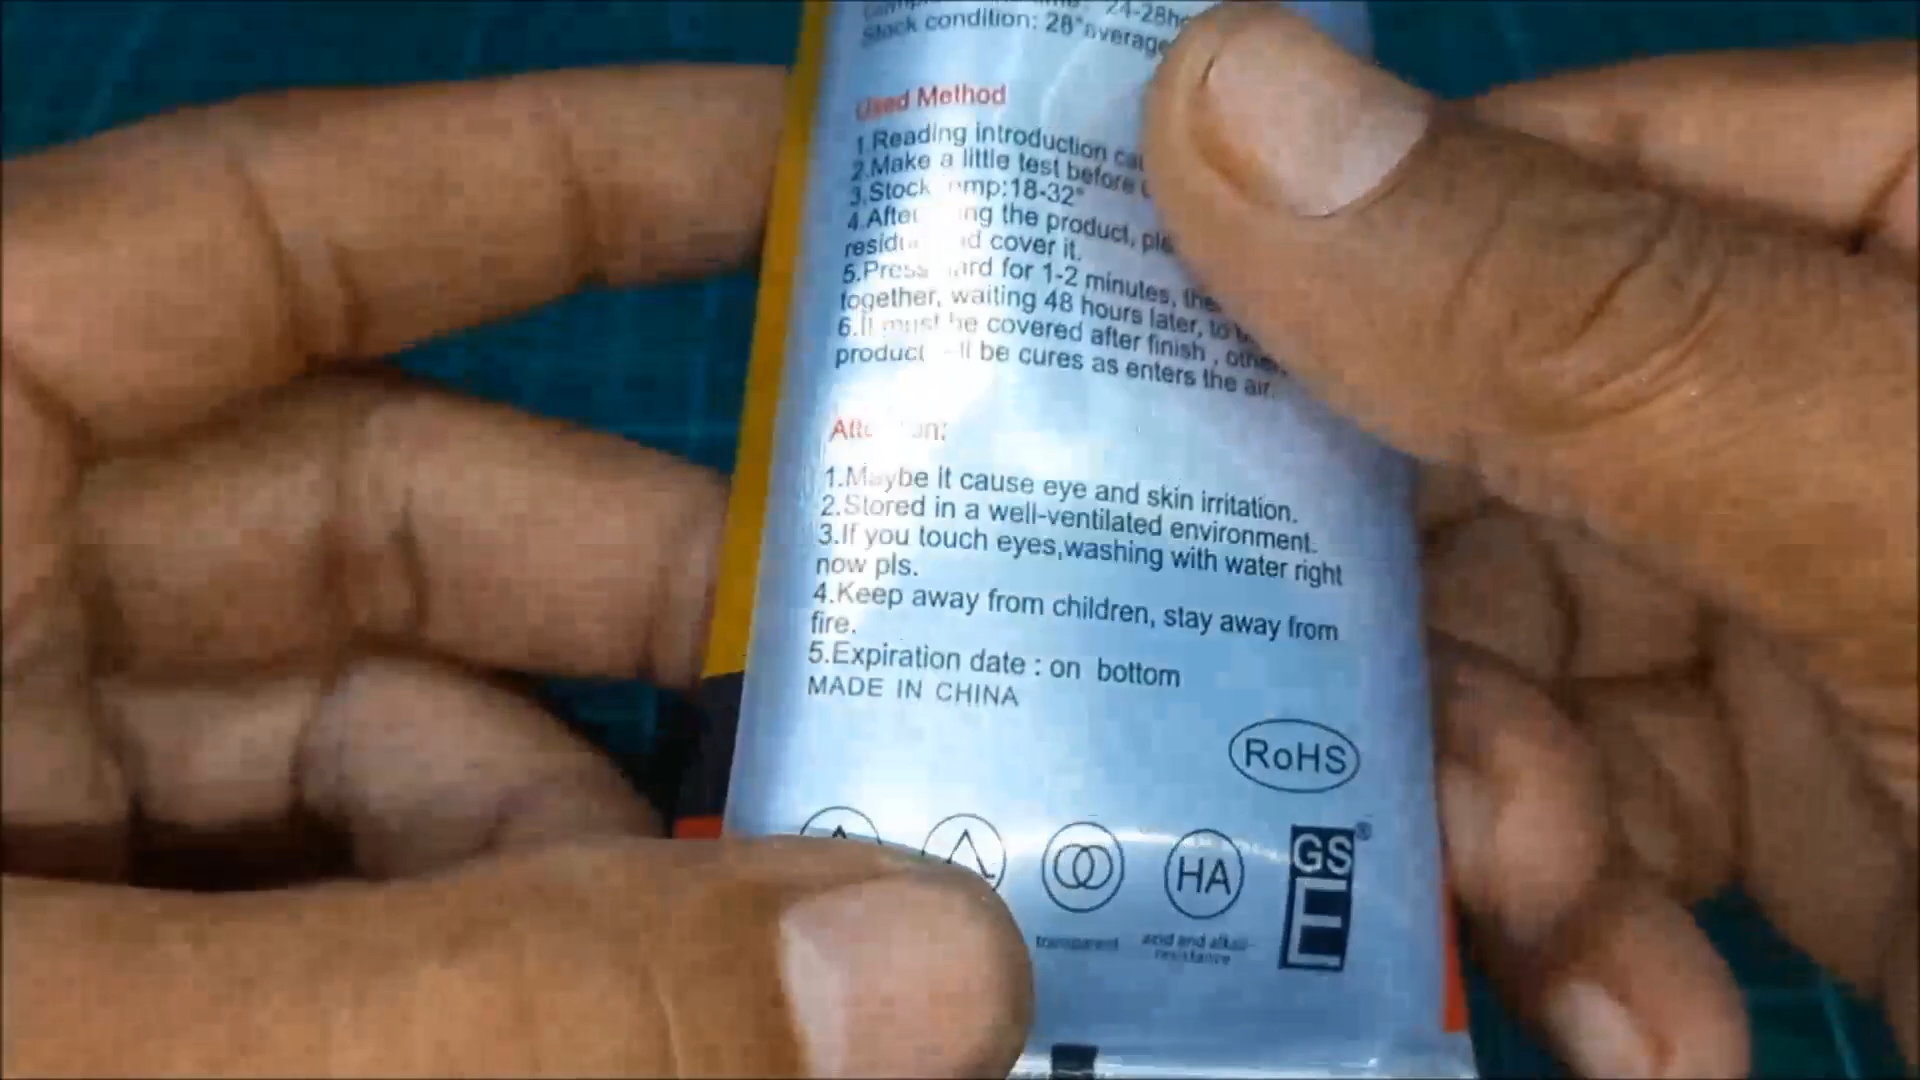 24-28h
Stock condition: 28°average
Used Method
1.Reading introduction
2.Make a little test before
3.Stock :18-32°
4. the product,
cover it.
5.Press for 1-2 minutes,
together, waiting 48 hours later, to
6.It must be covered after finish ,
product be cures as enters the air.
1.Maybe it cause eye and skin irritation.
2.Stored in a well-ventilated environment.
3.If you touch eyes,washing with water right
now pls.
4.Keep away from children, stay away from
fire.
5.Expiration date : on bottom
MADE IN CHINA
RoHS
HA
GS
E
®
transparent
acid and alkali-
resistance